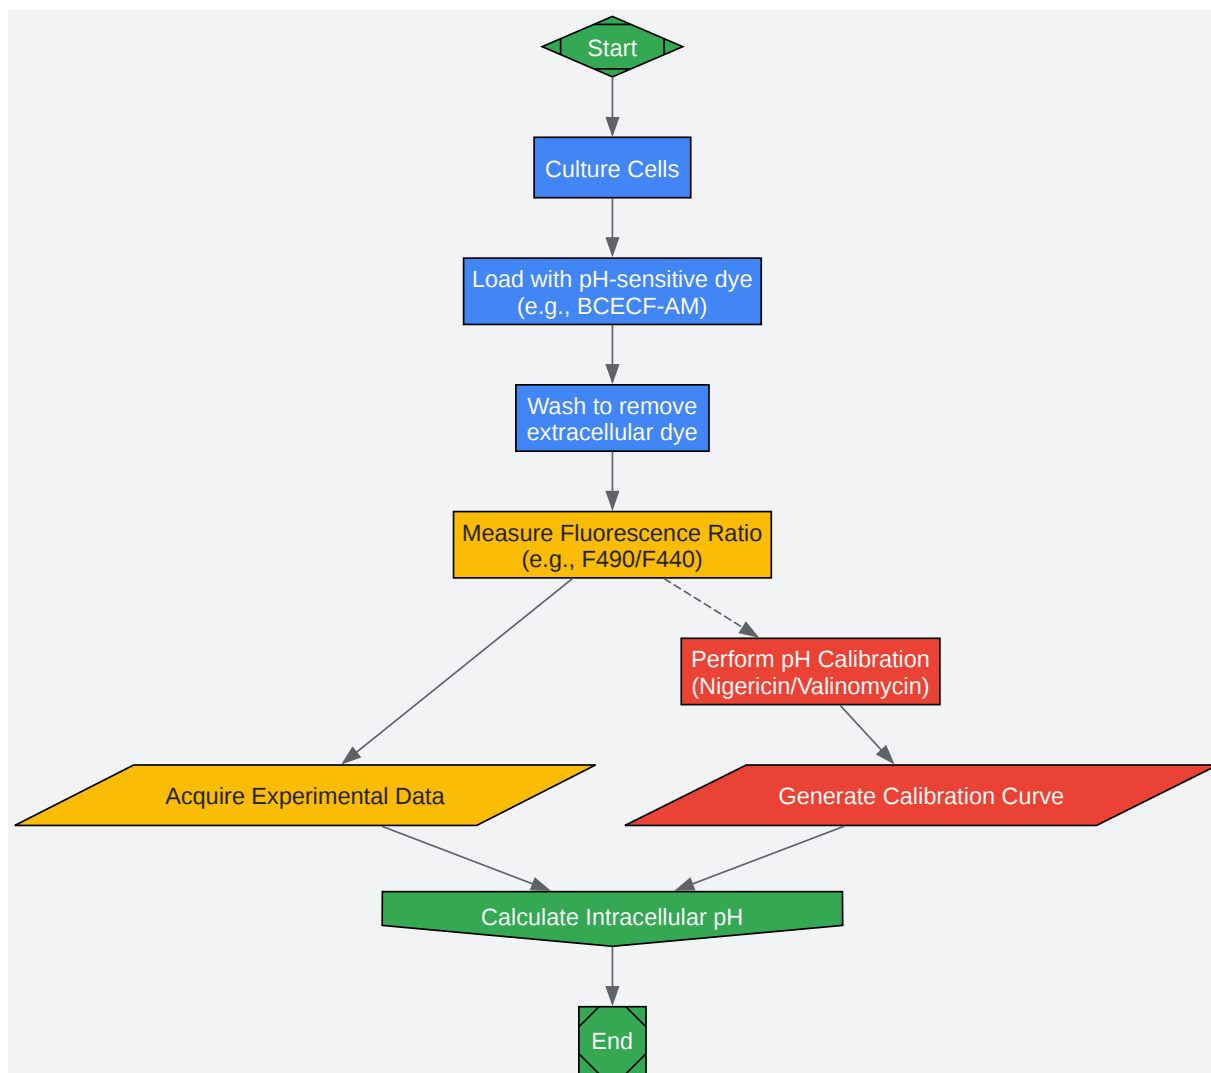 Start
Culture Cells
Load with pH-sensitive dye
(e.g., BCECF-AM)
Wash to remove
extracellular dye
Measure Fluorescence Ratio
(e.g., F490/F440)
Perform pH Calibration
(Nigericin/Valinomycin)
Acquire Experimental Data
Generate Calibration Curve
Calculate Intracellular pH
End